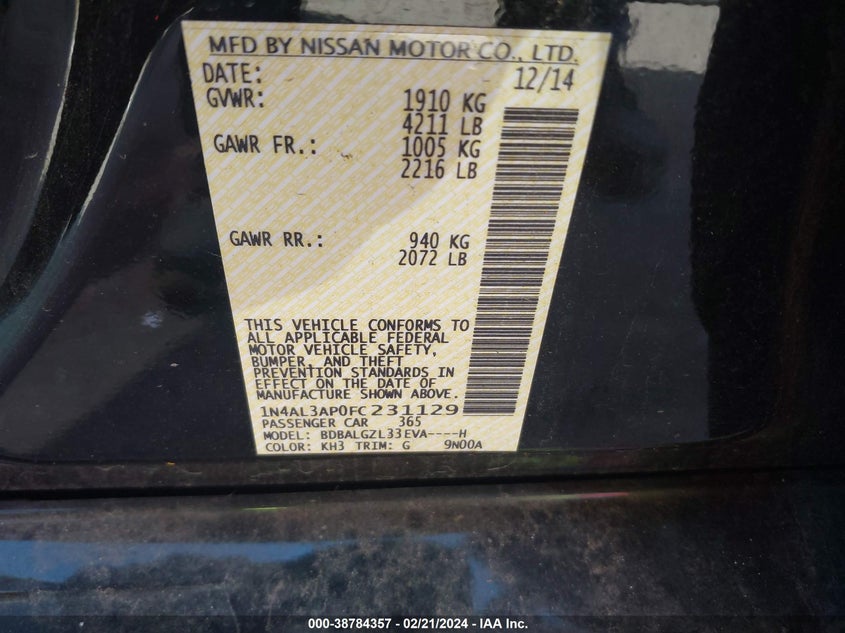 MFD BY NISSAN MOTOR CO., LTD.
DATE: 12/14
GVWR: 1910 KG
4211 LB
GAWR FR.: 1005 KG
2216 LB
GAWR RR.: 940 KG
2072 LB
THIS VEHICLE CONFORMS TO
ALL APPLICABLE FEDERAL
MOTOR VEHICLE SAFETY,
BUMPER, AND THEFT
PREVENTION STANDARDS IN
EFFECT ON THE DATE OF
MANUFACTURE SHOWN ABOVE.
1N4AL3AP0FC231129
PASSENGER CAR 365
MODEL: BDBALGZL33EVA----H
COLOR: KH3 TRIM: G 9N00A
000-38784357 - 02/21/2024 - IAA Inc.